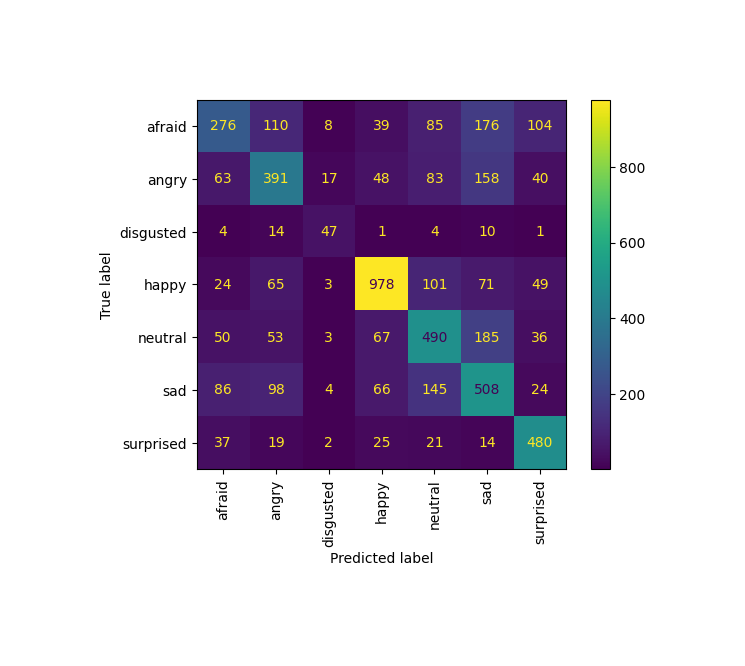 afraid 276 110 8 39 85 176 104
angry 63 391 17 48 83 158 40
disgusted 4 14 47 1 4 10 1
happy 24 65 3 978 101 71 49
neutral 50 53 3 67 490 185 36
sad 86 98 4 66 145 508 24
surprised 37 19 2 25 21 14 480
True label
afraid angry disgusted happy neutral sad surprised
Predicted label
800
600
400
200